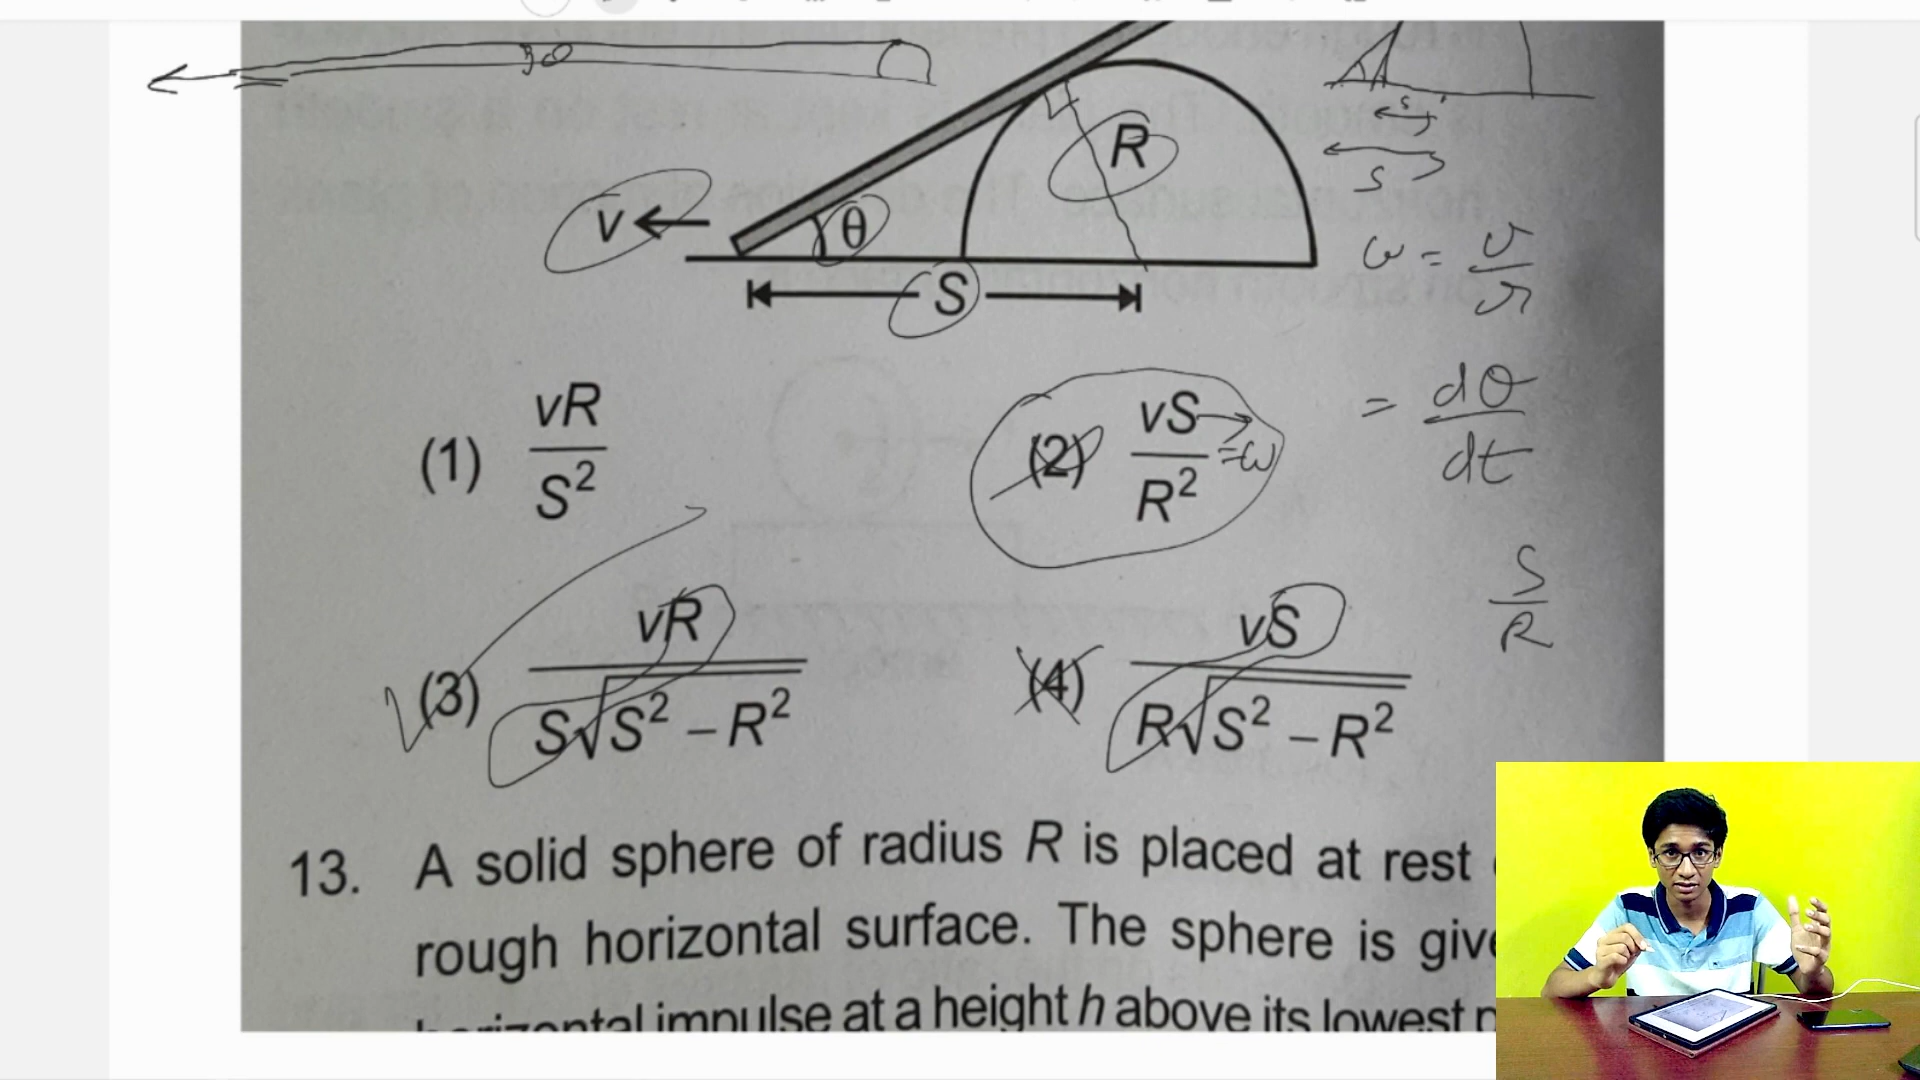 30
R
v
θ
S
s'
s
ω = v/r
= dθ/dt
(1) vR/S²
(2) vS/R² = ω
S/R
(3) vR/S√S² – R²
(4) vS/R√S² – R²
13. A solid sphere of radius R is placed at rest
rough horizontal surface. The sphere is give
horizontal impulse at a height h above its lowest p